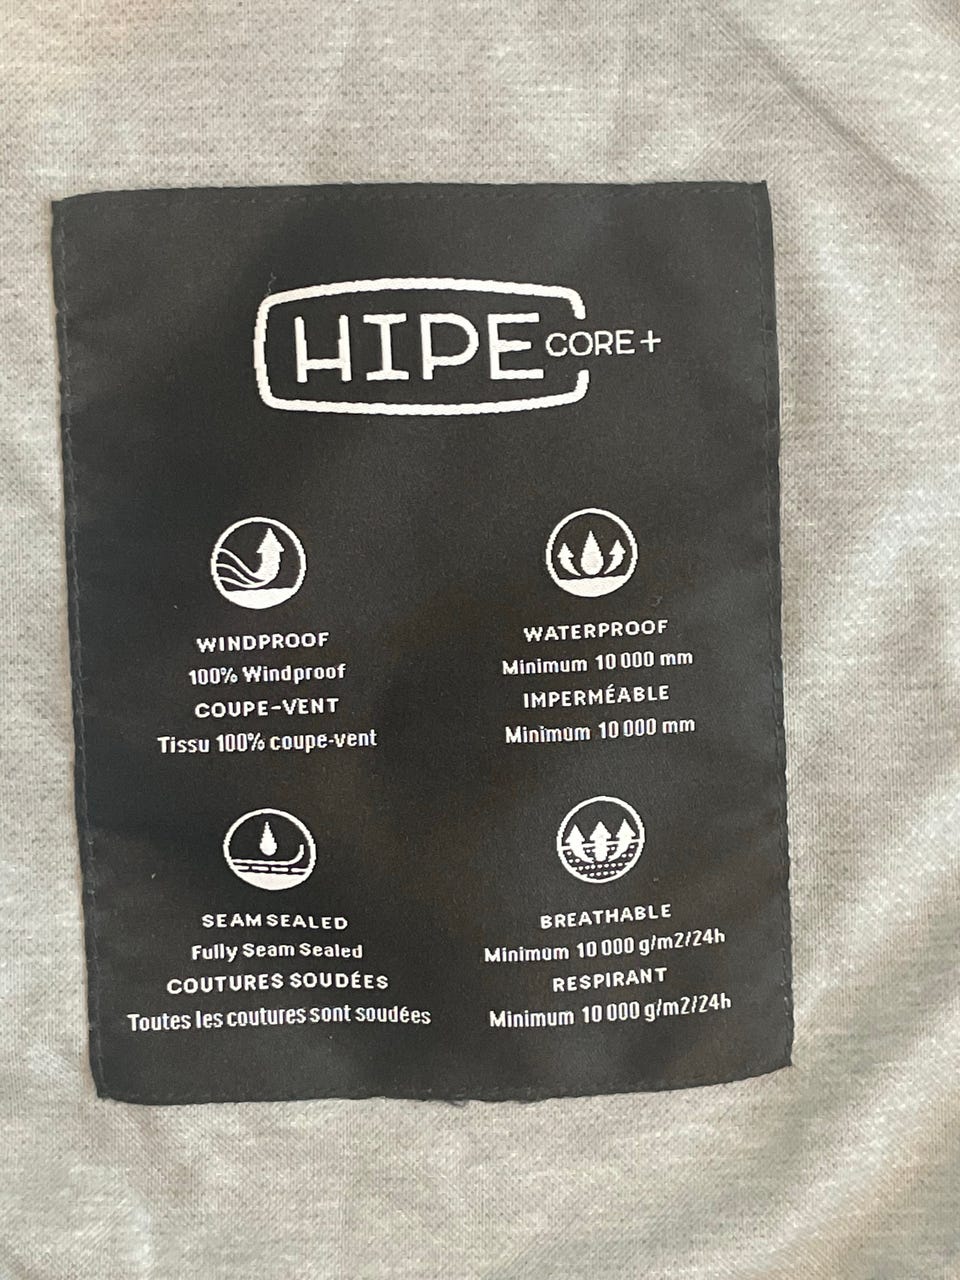 HIPE CORE+
WINDPROOF
100% Windproof
COUPE-VENT
Tissu 100% coupe-vent
WATERPROOF
Minimum 10 000 mm
IMPERMÉABLE
Minimum 10 000 mm
SEAM SEALED
Fully Seam Sealed
COUTURES SOUDÉES
Toutes les coutures sont soudées
BREATHABLE
Minimum 10 000 g/m2/24h
RESPIRANT
Minimum 10 000 g/m2/24h